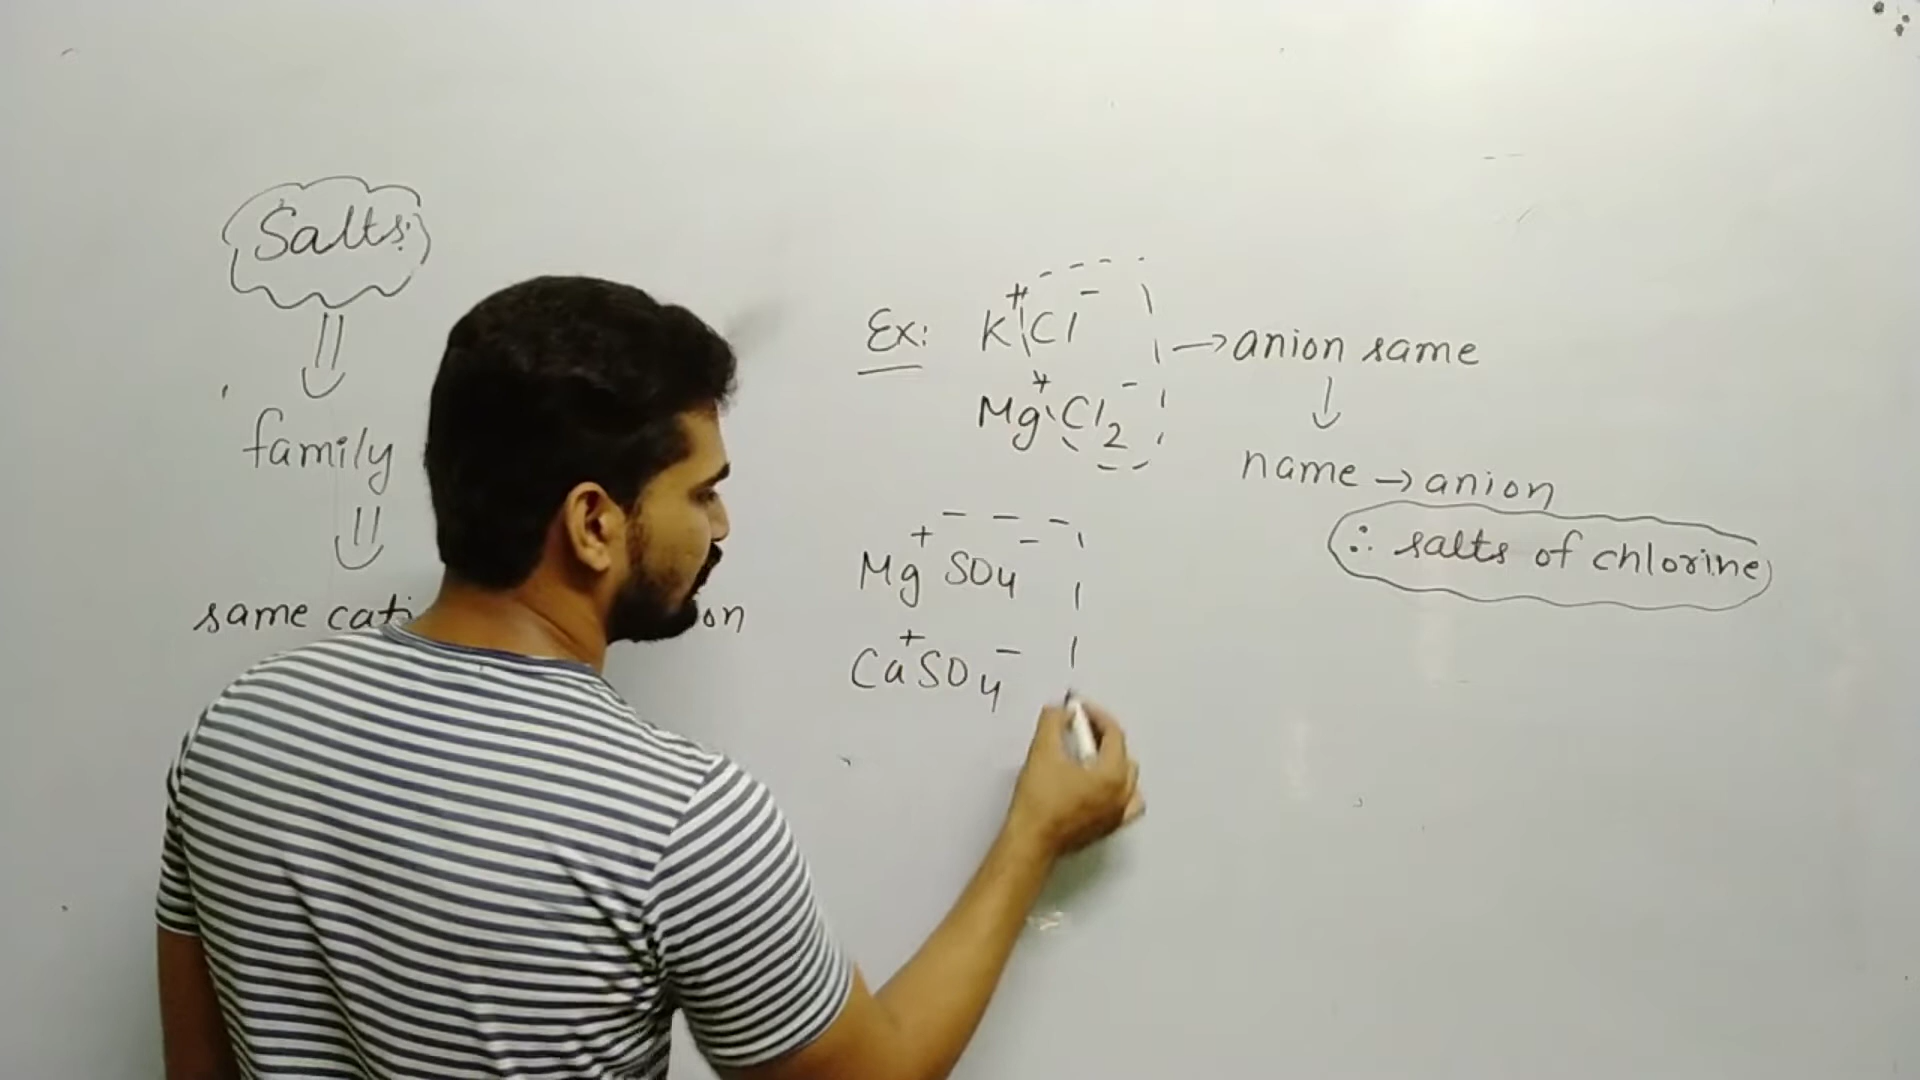 Salts
family
same cati on
Ex: K⁺Cl⁻ → anion same
Mg⁺Cl₂⁻
name → anion
∴ salts of chlorine
Mg⁺SO₄⁻
Ca⁺SO₄⁻